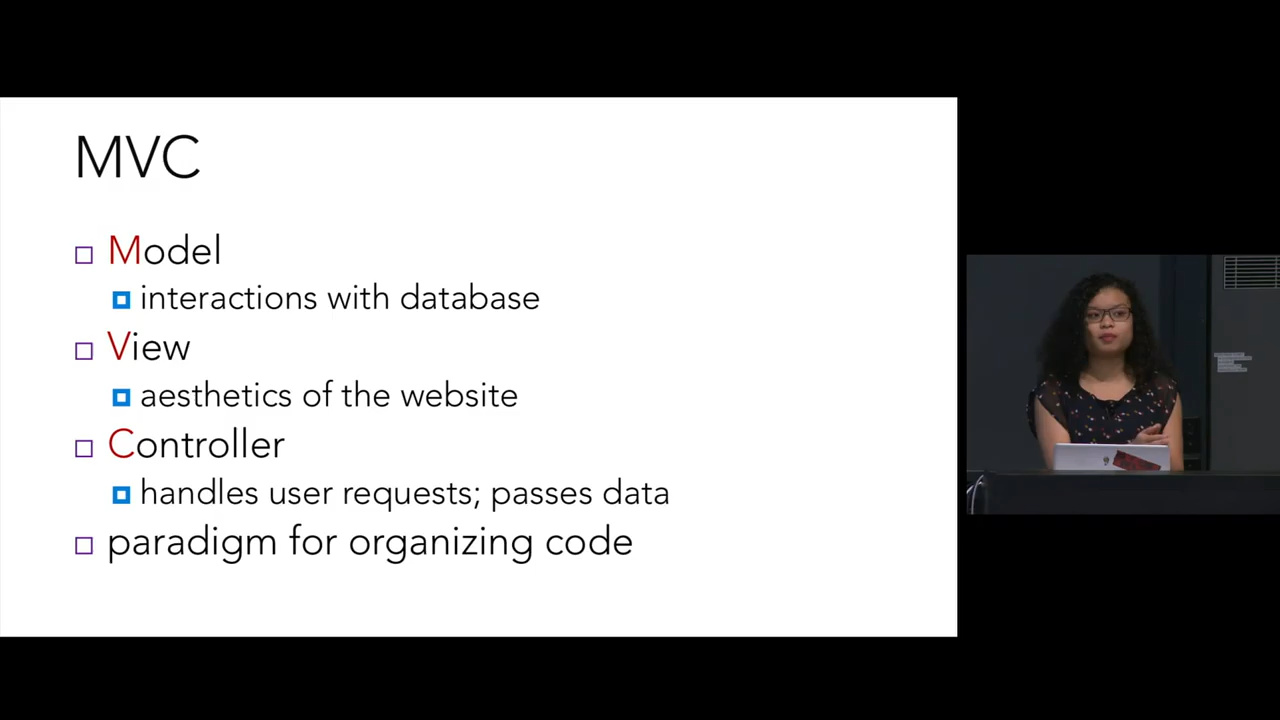 MVC
Model
interactions with database
View
aesthetics of the website
Controller
handles user requests; passes data
paradigm for organizing code